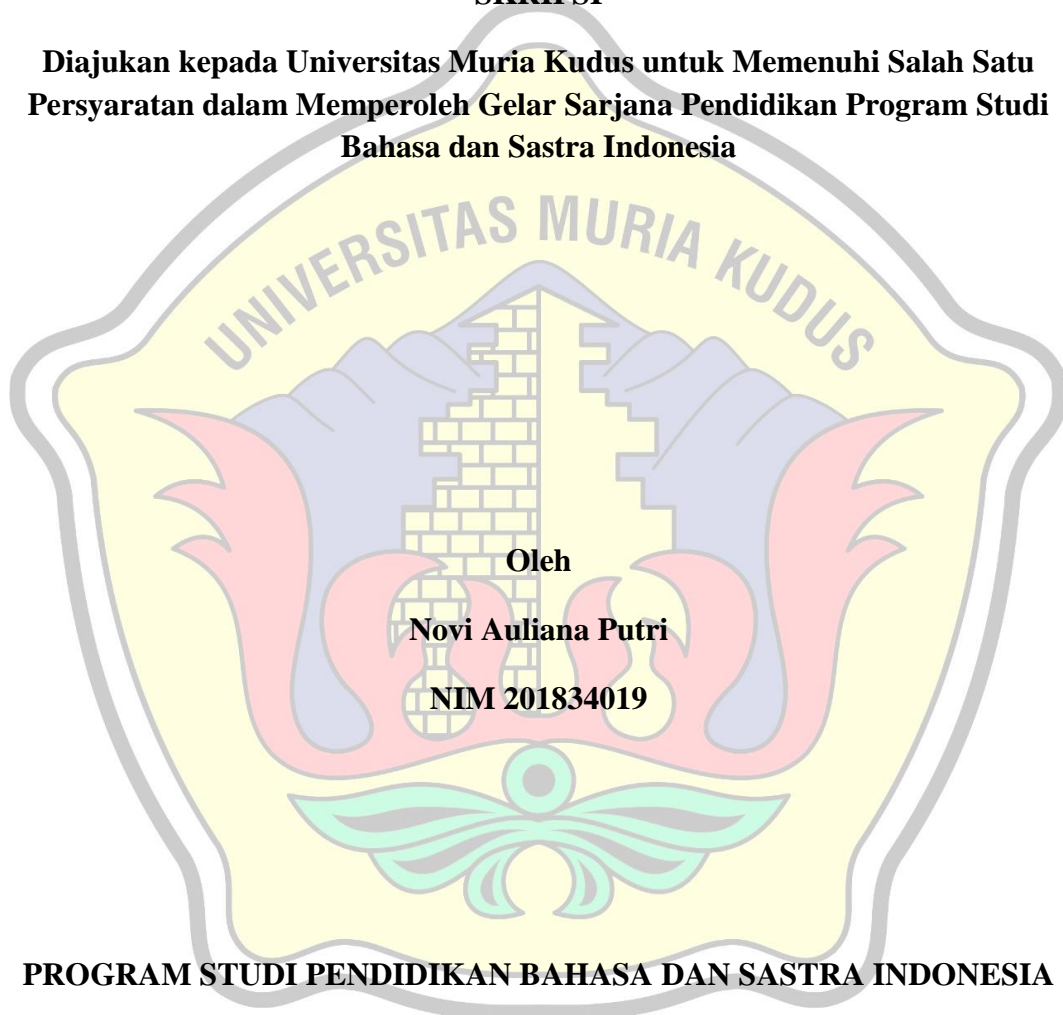 SKRIPSI
Diajukan kepada Universitas Muria Kudus untuk Memenuhi Salah Satu
Persyaratan dalam Memperoleh Gelar Sarjana Pendidikan Program Studi
Bahasa dan Sastra Indonesia
UNIVERSITAS MURIA KUDUS
Oleh
Novi Auliana Putri
NIM 201834019
PROGRAM STUDI PENDIDIKAN BAHASA DAN SASTRA INDONESIA